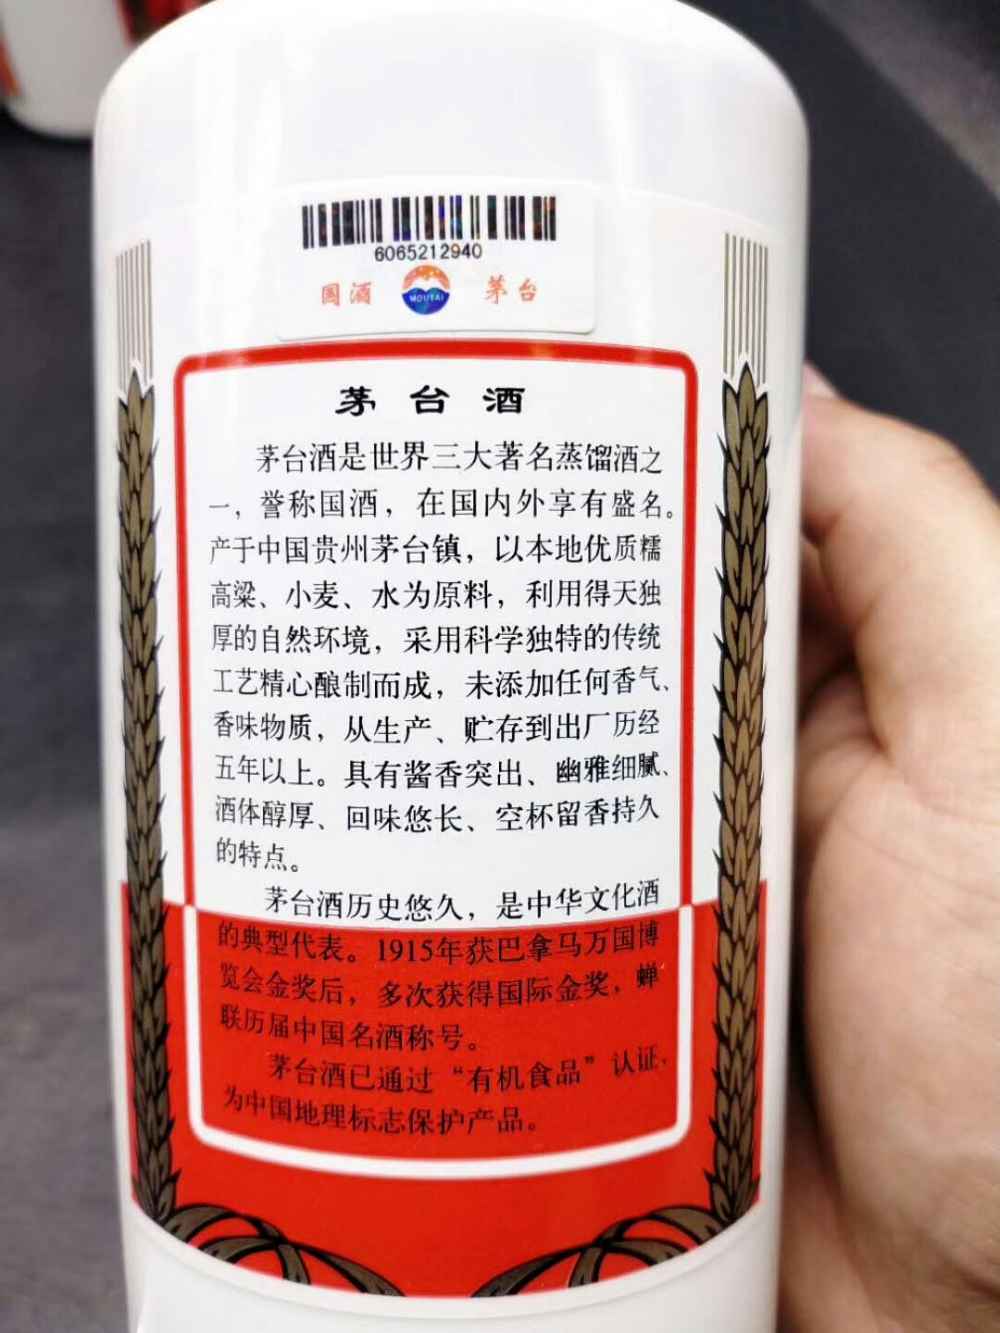 6065212940
国酒 MOUTAI 茅台
茅台酒
茅台酒是世界三大著名蒸馏酒之
一，誉称国酒，在国内外享有盛名。
产于中国贵州茅台镇，以本地优质糯
高粱、小麦、水为原料，利用得天独
厚的自然环境，采用科学独特的传统
工艺精心酿制而成，未添加任何香气、
香味物质，从生产、贮存到出厂历经
五年以上。具有酱香突出、幽雅细腻、
酒体醇厚、回味悠长、空杯留香持久
的特点。
茅台酒历史悠久，是中华文化酒
的典型代表。1915年获巴拿马万国博
览会金奖后，多次获得国际金奖，蝉
联历届中国名酒称号。
茅台酒已通过“有机食品”认证，
为中国地理标志保护产品。